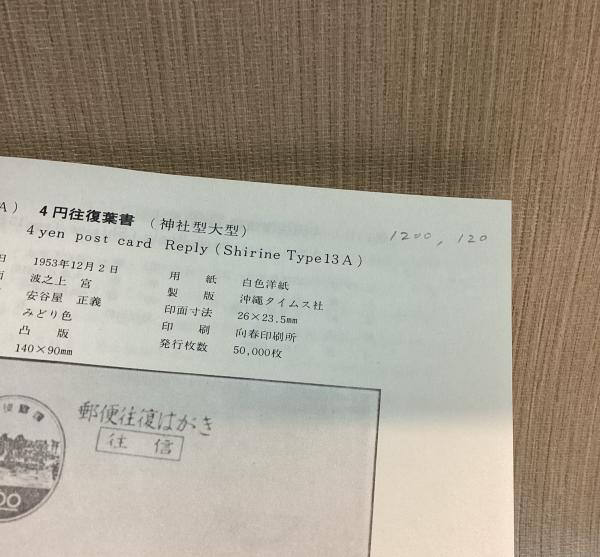 A) 4円往復葉書 (神社型大型) 1200, 120
4 yen post card Reply (Shirine Type13A)
日 1953年12月2日
用紙 白色洋紙
面 波之上宮
製版 沖縄タイムス社
安谷屋 正義
印面寸法 26×23.5mm
みどり色
印刷 向春印刷所
凸版
発行枚数 50,000枚
140×90mm
郵便往復はがき
往信